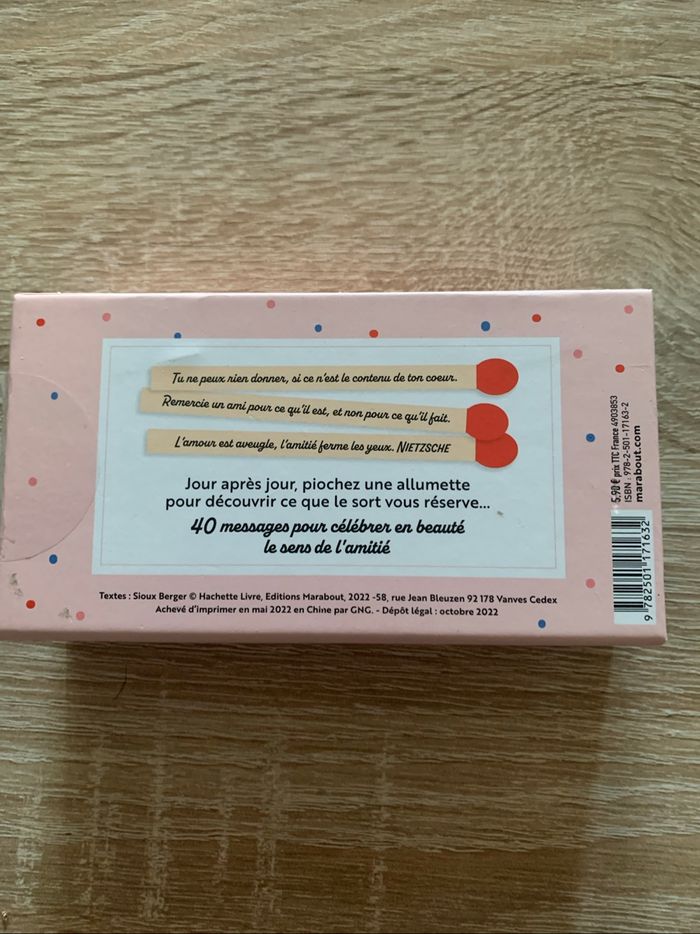 Tu ne peux rien donner, si ce n'est le contenu de ton coeur.
Remercie un ami pour ce qu'il est, et non pour ce qu'il fait.
L'amour est aveugle, l'amitié ferme les yeux. NIETZSCHE
Jour après jour, piochez une allumette
pour découvrir ce que le sort vous réserve...
40 messages pour célébrer en beauté
le sens de l'amitié
Textes : Sioux Berger © Hachette Livre, Editions Marabout, 2022 -58, rue Jean Bleuzen 92 178 Vanves Cedex
Achevé d'imprimer en mai 2022 en Chine par GNG. - Dépôt légal : octobre 2022
5,90 € prix TTC France 4903853
ISBN : 978-2-501-17163-2
marabout.com
9 782501 171632